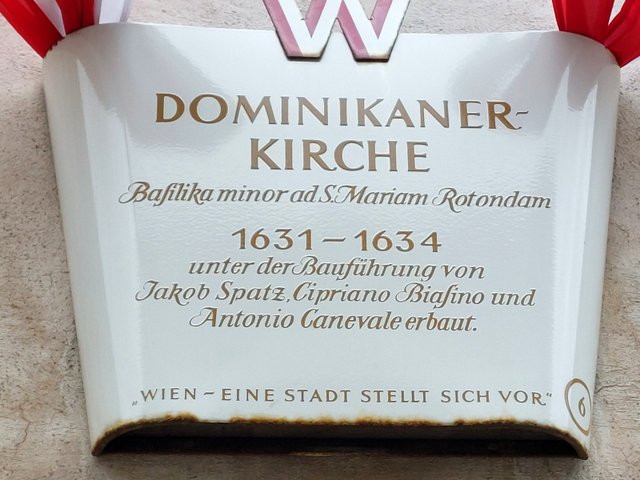 W
DOMINIKANER-
KIRCHE
Baſilika minor ad S. Mariam Rotondam
1631 – 1634
unter der Bauführung von
Jakob Spatz, Cipriano Biaſino und
Antonio Canevale erbaut.
„WIEN – EINE STADT STELLT SICH VOR“
6